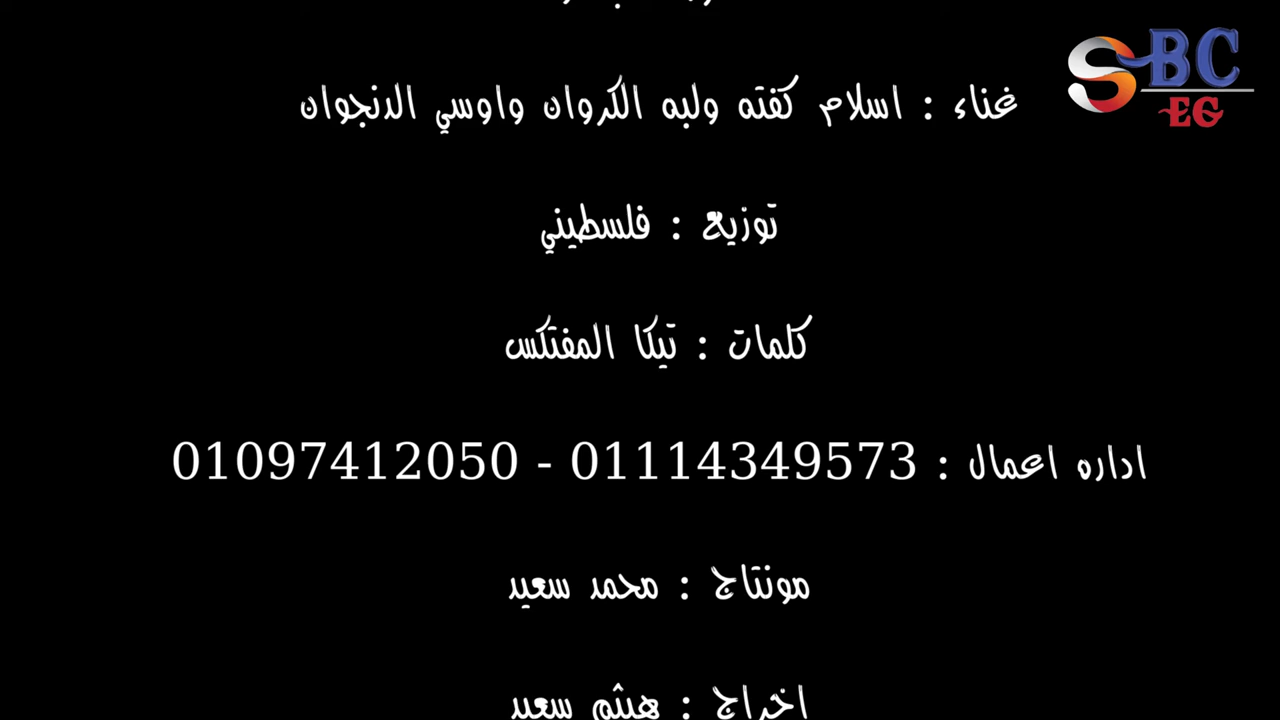 SBC
EG
غناء : اسلام كفته ولبه الكروان واوسي الدنجوان
توزيع : فلسطيني
كلمات : تيكا المفتكس
اداره اعمال : 01114349573 - 01097412050
مونتاج : محمد سعيد
اخراج : هيثم سعيد